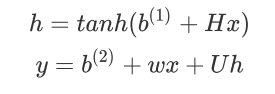 h = tanh(b⁽¹⁾ + Hx)
y = b⁽²⁾ + wx + Uh